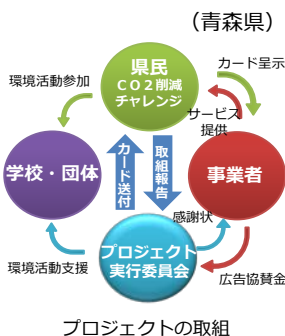 （青森県）
県民
ＣＯ２削減
チャレンジ
環境活動参加
カード呈示
サービス
提供
学校・団体
カード送付
取組報告
事業者
感謝状
プロジェクト
実行委員会
環境活動支援
広告協賛金
プロジェクトの取組